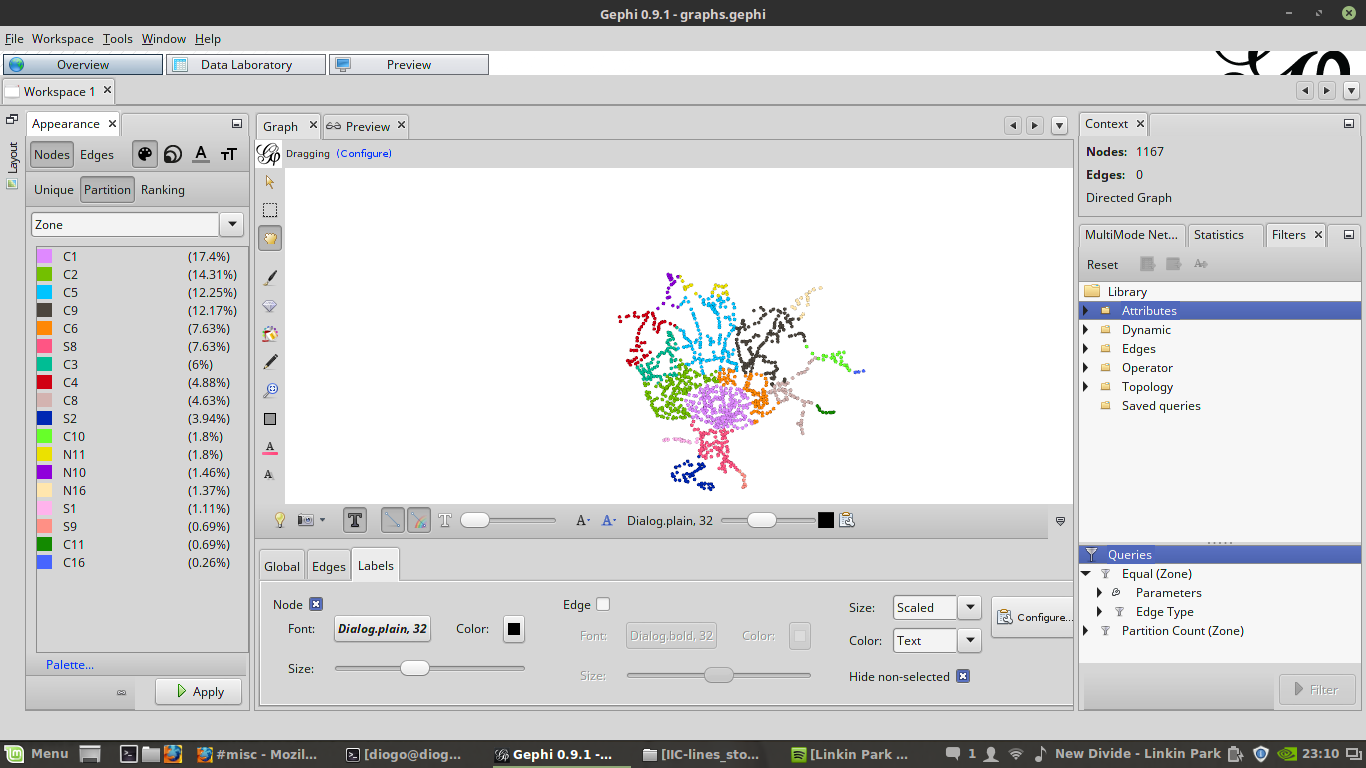 Gephi 0.9.1 - graphs.gephi
File Workspace Tools Window Help
Overview Data Laboratory Preview
Workspace 1
Layout
Appearance
Nodes Edges
Unique Partition Ranking
Zone
C1 (17.4%)
C2 (14.31%)
C5 (12.25%)
C9 (12.17%)
C6 (7.63%)
S8 (7.63%)
C3 (6%)
C4 (4.88%)
C8 (4.63%)
S2 (3.94%)
C10 (1.8%)
N11 (1.8%)
N10 (1.46%)
N16 (1.37%)
S1 (1.11%)
S9 (0.69%)
C11 (0.69%)
C16 (0.26%)
Palette...
Apply
Graph Preview
Dragging (Configure)
Dialog.plain, 32
Global Edges Labels
Node
Font: Dialog.plain, 32 Color:
Size:
Edge
Font: Dialog.bold, 32 Color:
Size:
Size: Scaled
Color: Text
Hide non-selected
Configure...
Context
Nodes: 1167
Edges: 0
Directed Graph
MultiMode Net... Statistics Filters
Reset
Library
Attributes
Dynamic
Edges
Operator
Topology
Saved queries
Queries
Equal (Zone)
Parameters
Edge Type
Partition Count (Zone)
Filter
Menu #misc - Mozil... [diogo@diog... Gephi 0.9.1 -... [IIC-lines_sto... [Linkin Park ... 1 New Divide - Linkin Park 23:10